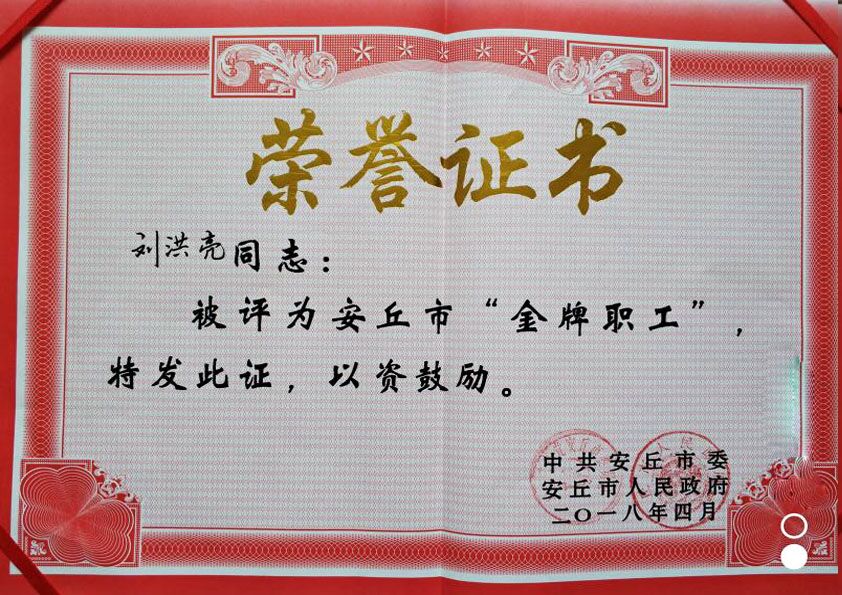 荣誉证书
刘洪亮同志：
被评为安丘市“金牌职工”，
特发此证，以资鼓励。
中共安丘市委
安丘市人民政府
二〇一八年四月